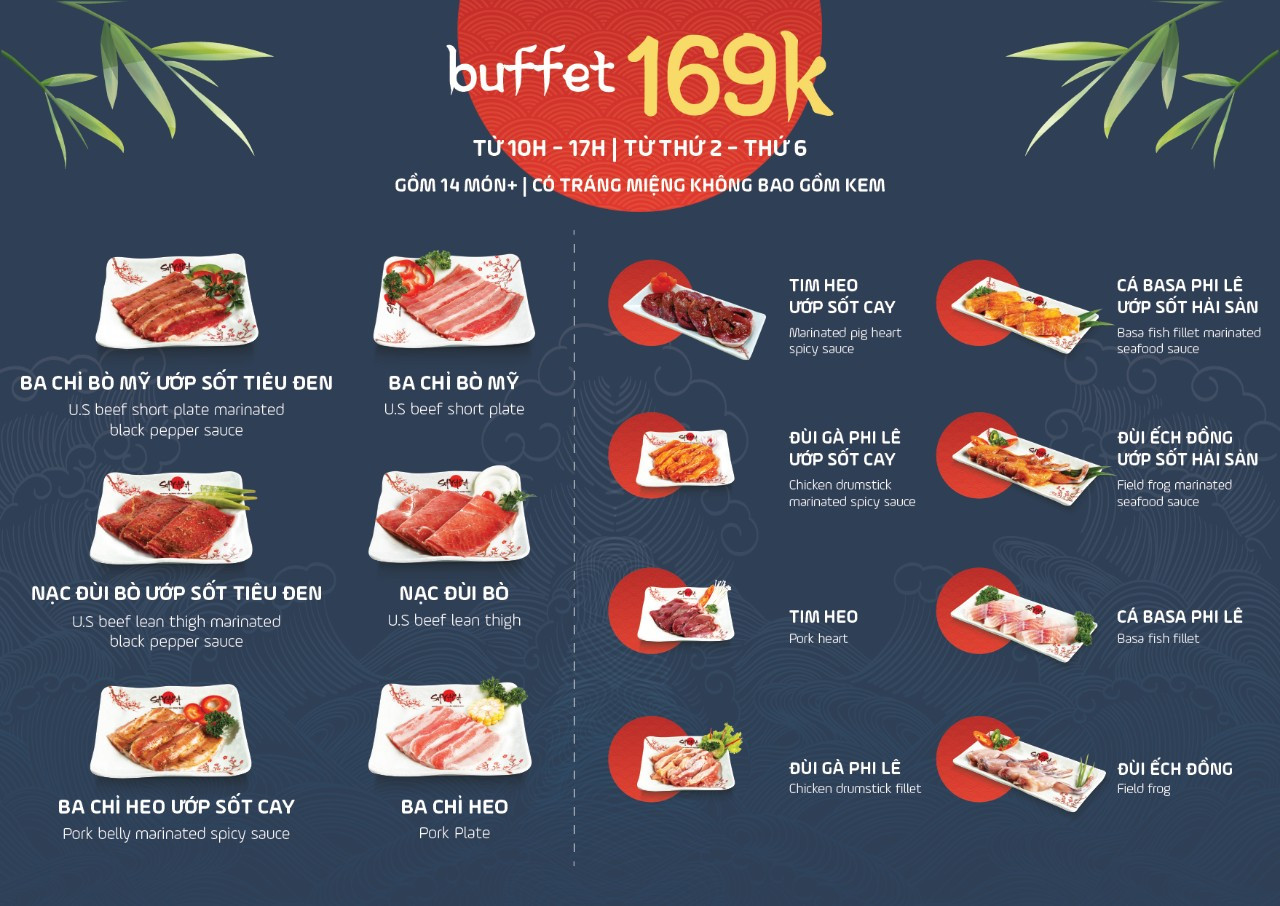 buffet 169k
TỪ 10H - 17H | TỪ THỨ 2 - THỨ 6
GỒM 14 MÓN+ | CÓ TRÁNG MIỆNG KHÔNG BAO GỒM KEM
BA CHỈ BÒ MỸ ƯỚP SỐT TIÊU ĐEN
U.S beef short plate marinated
black pepper sauce
BA CHỈ BÒ MỸ
U.S beef short plate
NẠC ĐÙI BÒ ƯỚP SỐT TIÊU ĐEN
U.S beef lean thigh marinated
black pepper sauce
NẠC ĐÙI BÒ
U.S beef lean thigh
BA CHỈ HEO ƯỚP SỐT CAY
Pork belly marinated spicy sauce
BA CHỈ HEO
Pork Plate
TIM HEO
ƯỚP SỐT CAY
Marinated pig heart
spicy sauce
CÁ BASA PHI LÊ
ƯỚP SỐT HẢI SẢN
Basa fish fillet marinated
seafood sauce
ĐÙI GÀ PHI LÊ
ƯỚP SỐT CAY
Chicken drumstick
marinated spicy sauce
ĐÙI ẾCH ĐỒNG
ƯỚP SỐT HẢI SẢN
Field frog marinated
seafood sauce
TIM HEO
Pork heart
CÁ BASA PHI LÊ
Basa fish fillet
ĐÙI GÀ PHI LÊ
Chicken drumstick fillet
ĐÙI ẾCH ĐỒNG
Field frog